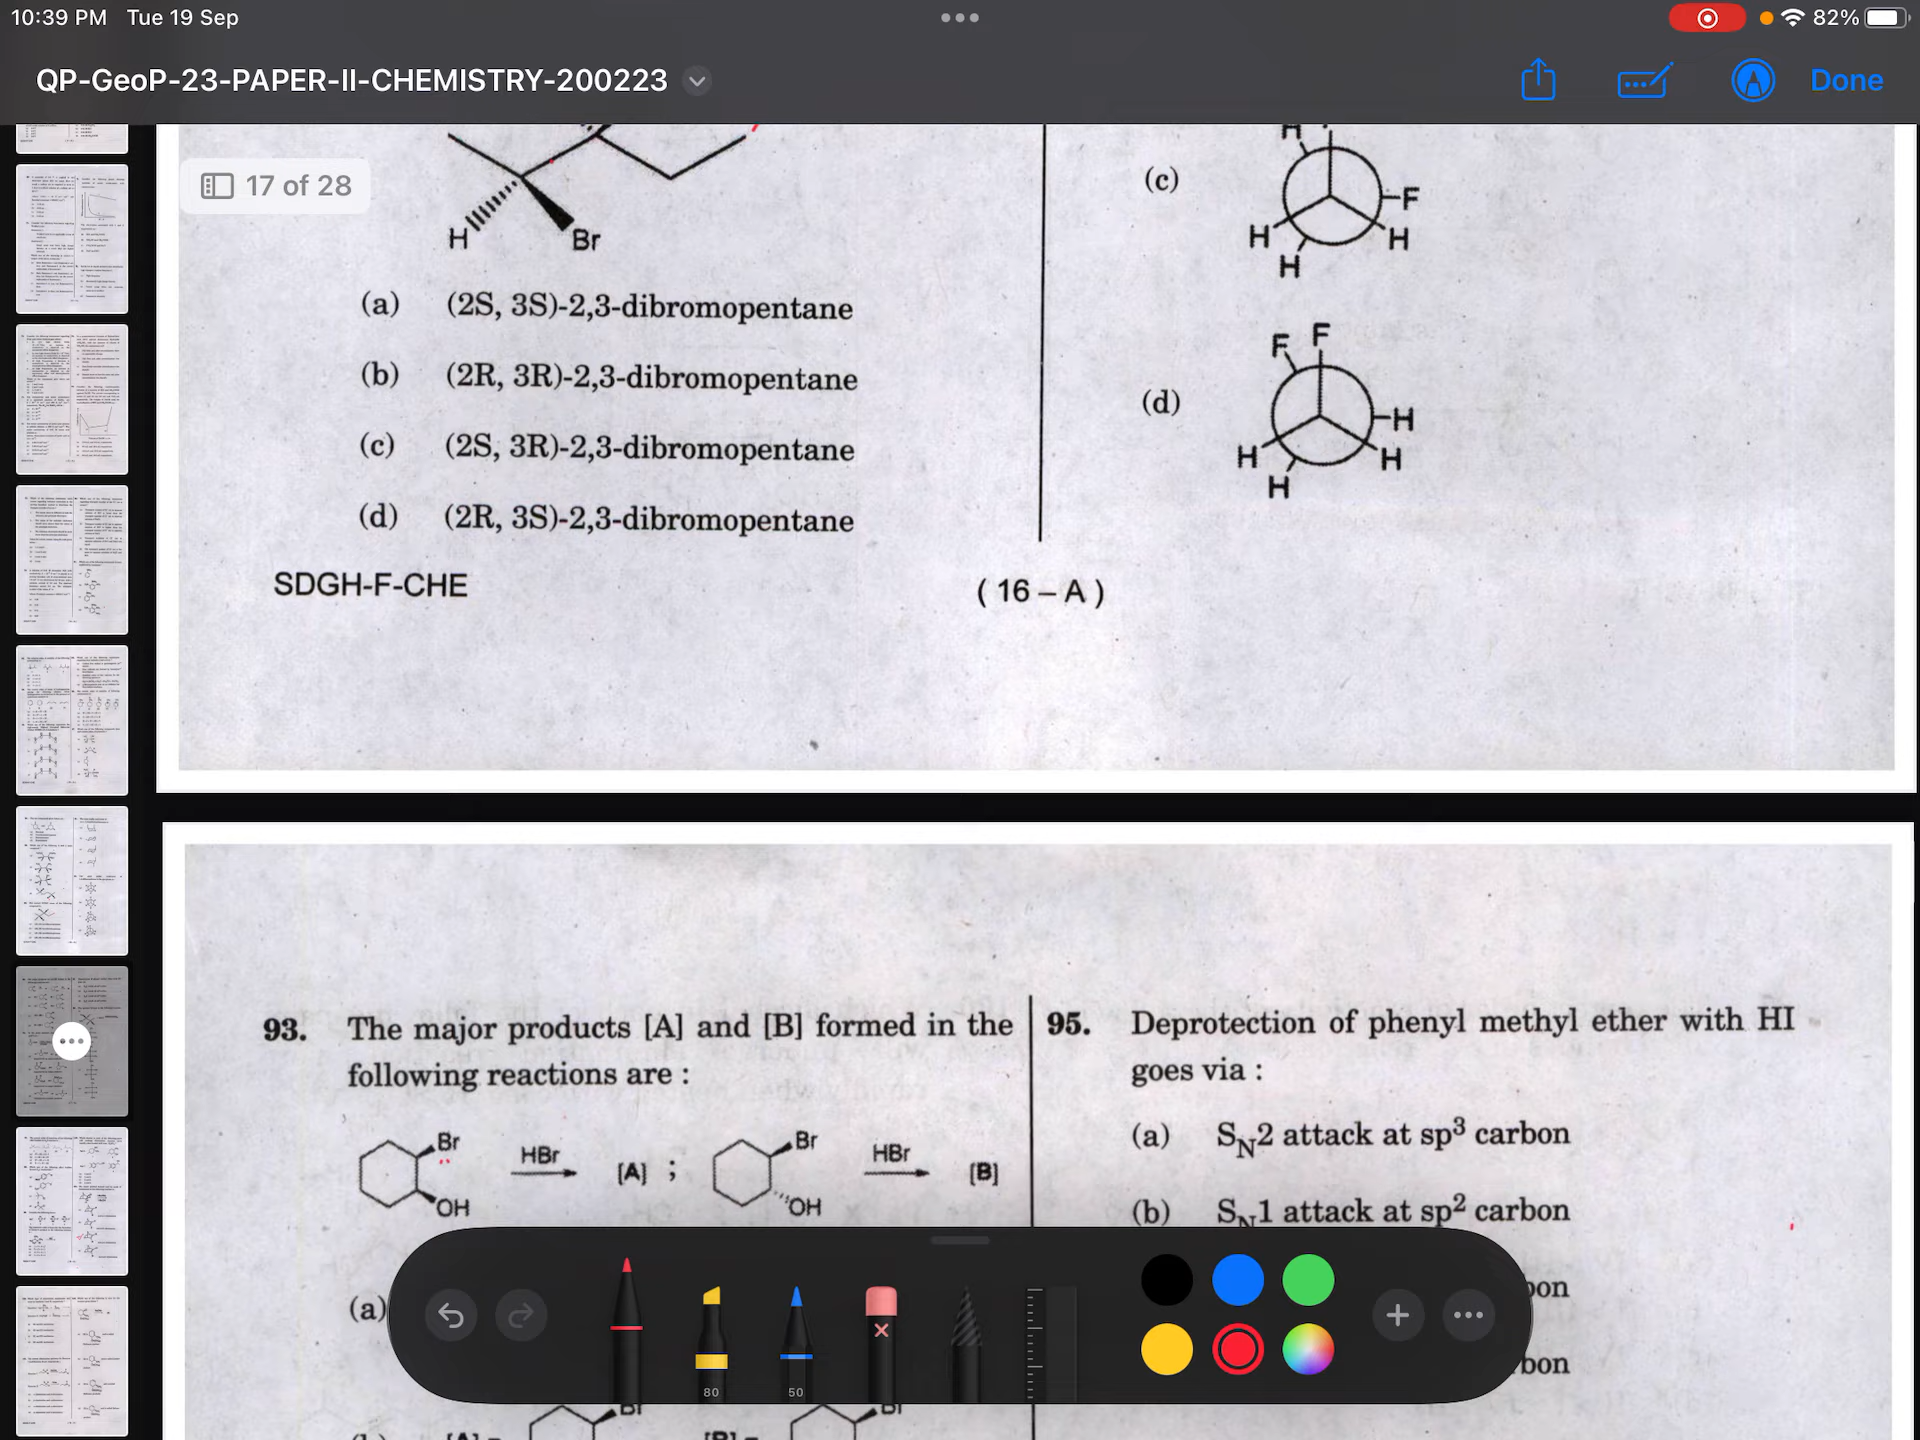 10:39 PM Tue 19 Sep
82%
QP-GeoP-23-PAPER-II-CHEMISTRY-200223
Done
17 of 28
H
Br
(a) (2S, 3S)-2,3-dibromopentane
(b) (2R, 3R)-2,3-dibromopentane
(c) (2S, 3R)-2,3-dibromopentane
(d) (2R, 3S)-2,3-dibromopentane
(c)
H
F
H
H
H
(d)
F F
H
H
H
H
SDGH-F-CHE
( 16 – A )
93. The major products [A] and [B] formed in the
following reactions are :
Br
OH
HBr
[A] ;
Br
OH
HBr
[B]
(a)
95. Deprotection of phenyl methyl ether with HI
goes via :
(a) SN2 attack at sp3 carbon
(b) SN1 attack at sp2 carbon
bon
bon
80
50